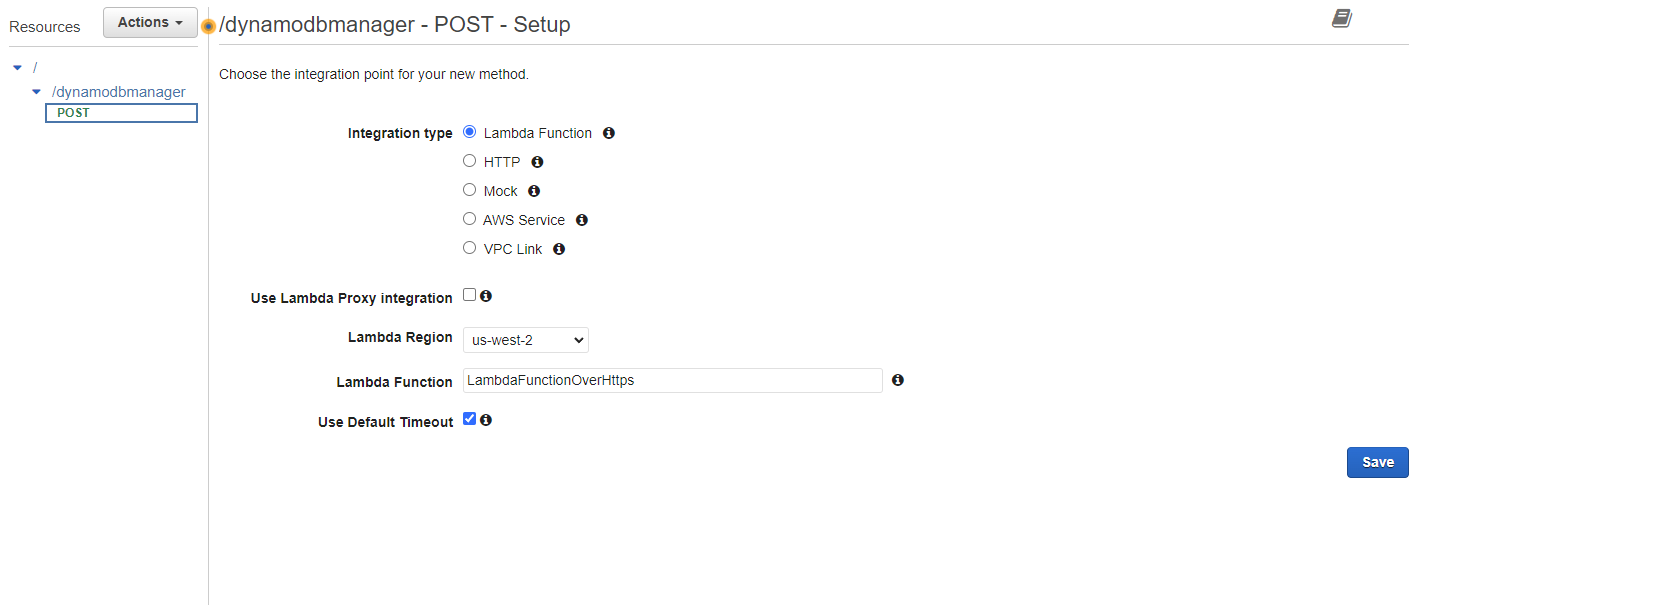 Resources
Actions
/dynamodbmanager - POST - Setup
/
/dynamodbmanager
POST
Choose the integration point for your new method.
Integration type Lambda Function
HTTP
Mock
AWS Service
VPC Link
Use Lambda Proxy integration
Lambda Region us-west-2
Lambda Function LambdaFunctionOverHttps
Use Default Timeout
Save